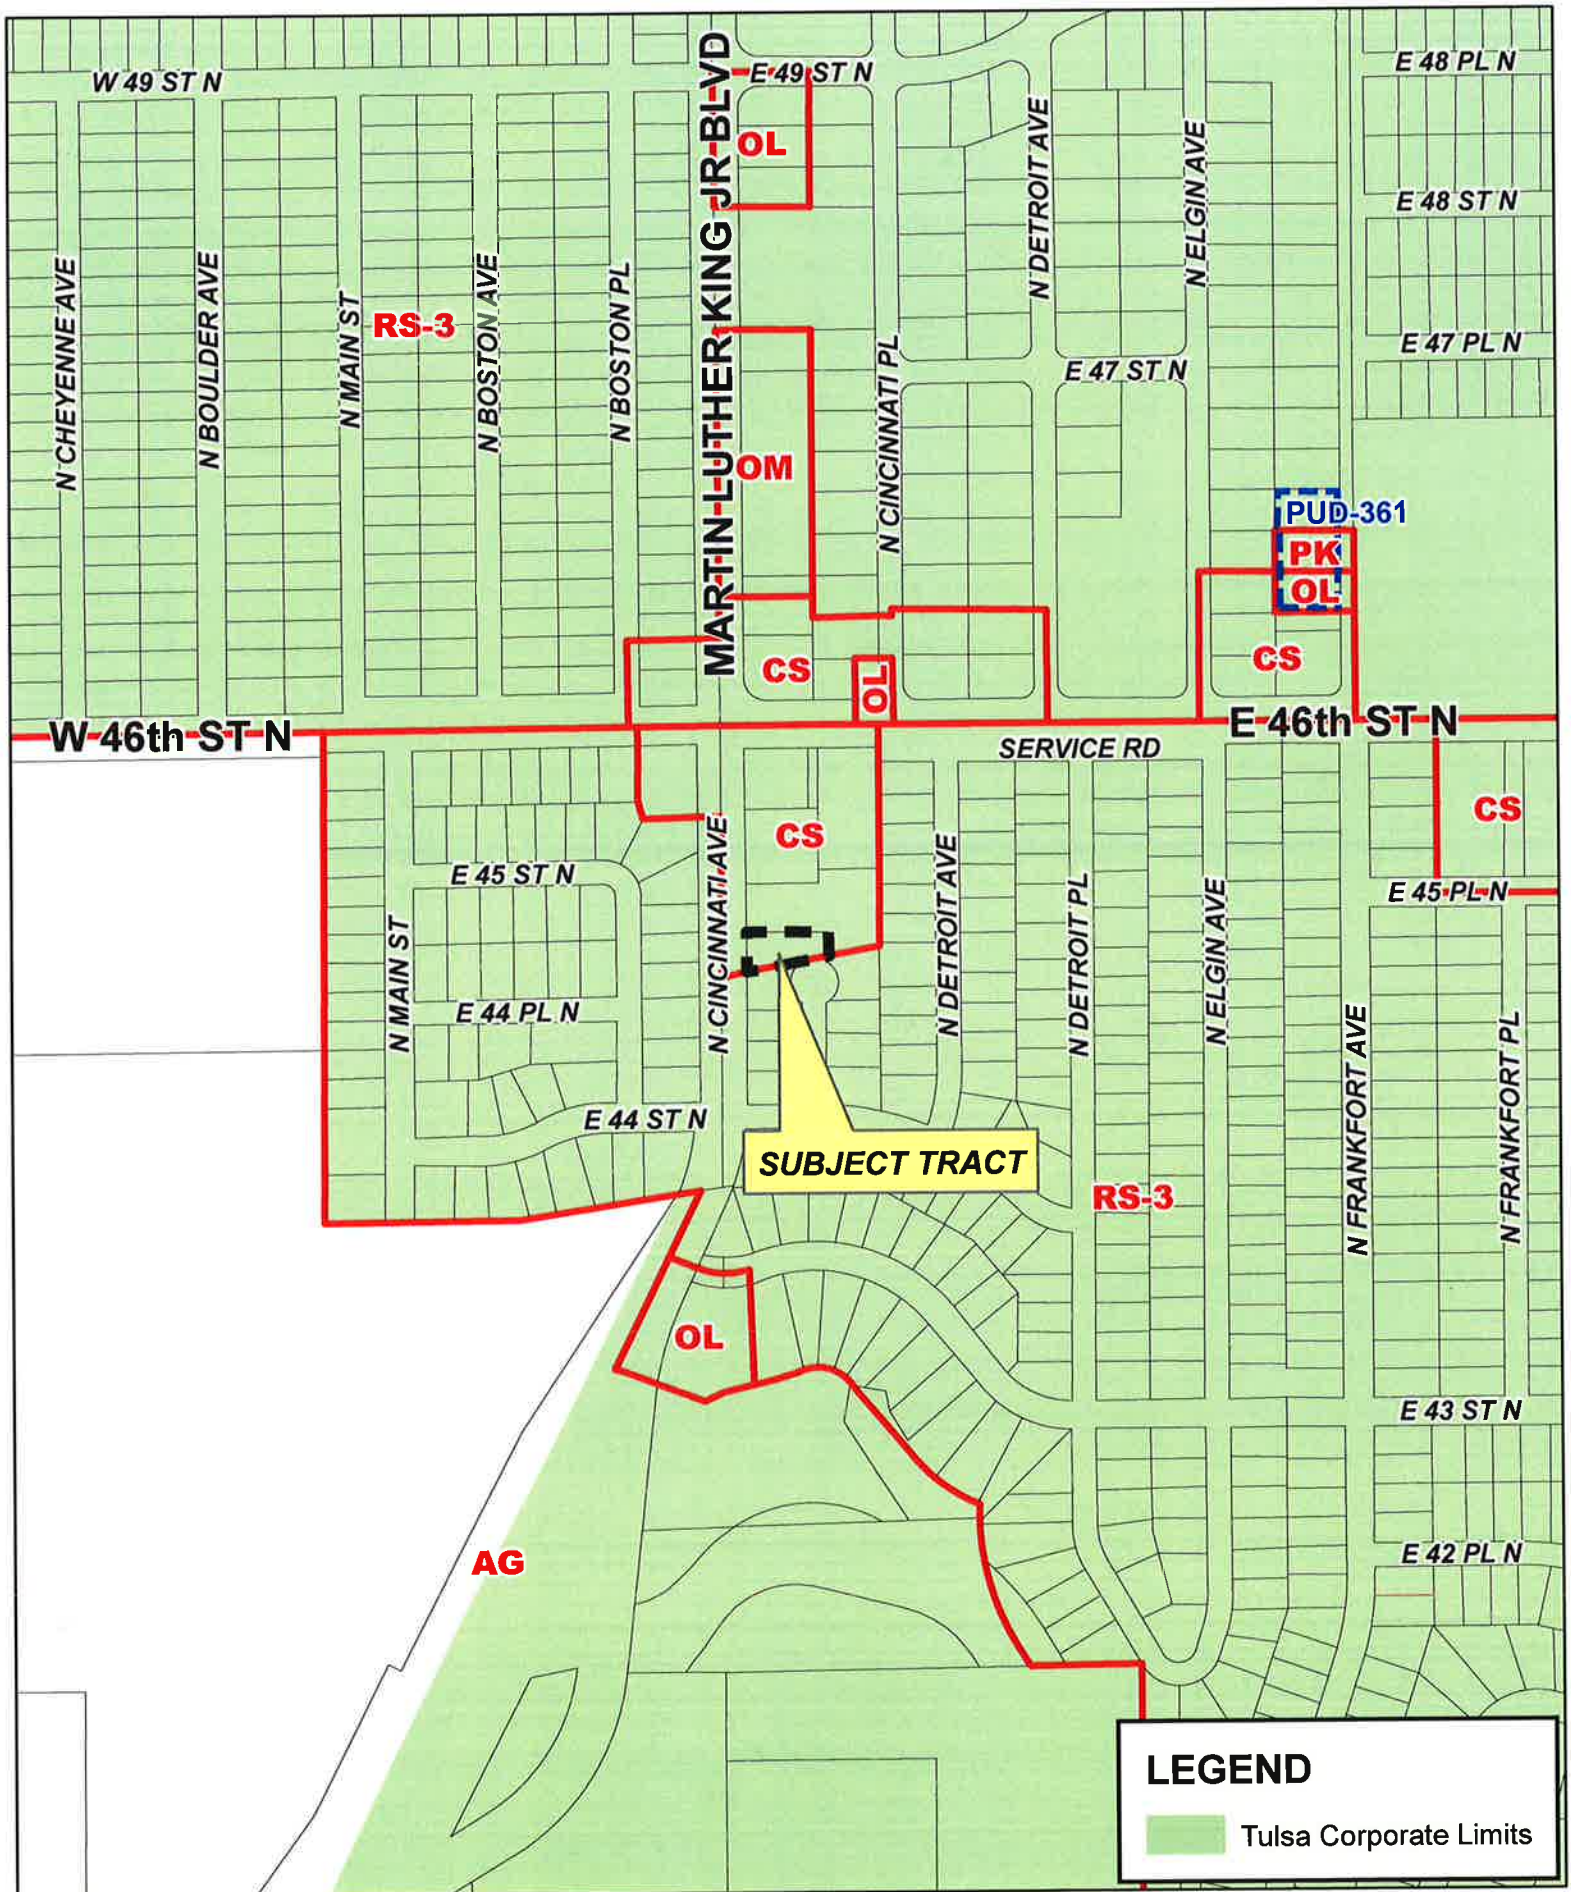 W 49 ST N
E 49 ST N
E 48 PL N
OL
N DETROIT AVE
N ELGIN AVE
E 48 ST N
N CHEYENNE AVE
N BOULDER AVE
N MAIN ST
RS-3
N BOSTON AVE
N BOSTON PL
MARTIN LUTHER KING JR BLVD
OM
N CINCINNATI PL
E 47 ST N
E 47 PL N
PUD-361
PK
OL
CS
CS
OL
W 46th ST N
E 46th ST N
SERVICE RD
CS
CS
E 45 ST N
E 45 PL N
N MAIN ST
N CINCINNATI AVE
N DETROIT AVE
N DETROIT PL
N ELGIN AVE
E 44 PL N
N FRANKFORT AVE
N FRANKFORT PL
E 44 ST N
SUBJECT TRACT
RS-3
OL
E 43 ST N
AG
E 42 PL N
LEGEND
Tulsa Corporate Limits